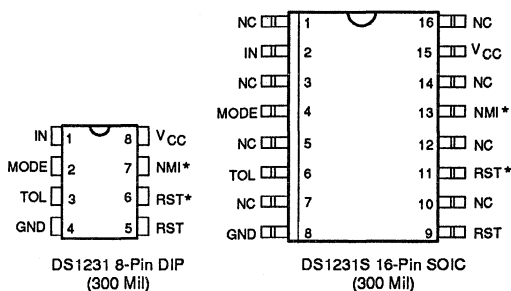 NC 1 16 NC
IN 2 15 VCC
NC 3 14 NC
MODE 4 13 NMI*
NC 5 12 NC
TOL 6 11 RST*
NC 7 10 NC
GND 8 9 RST
DS1231S 16-Pin SOIC
(300 Mil)
IN 1 8 VCC
MODE 2 7 NMI*
TOL 3 6 RST*
GND 4 5 RST
DS1231 8-Pin DIP
(300 Mil)